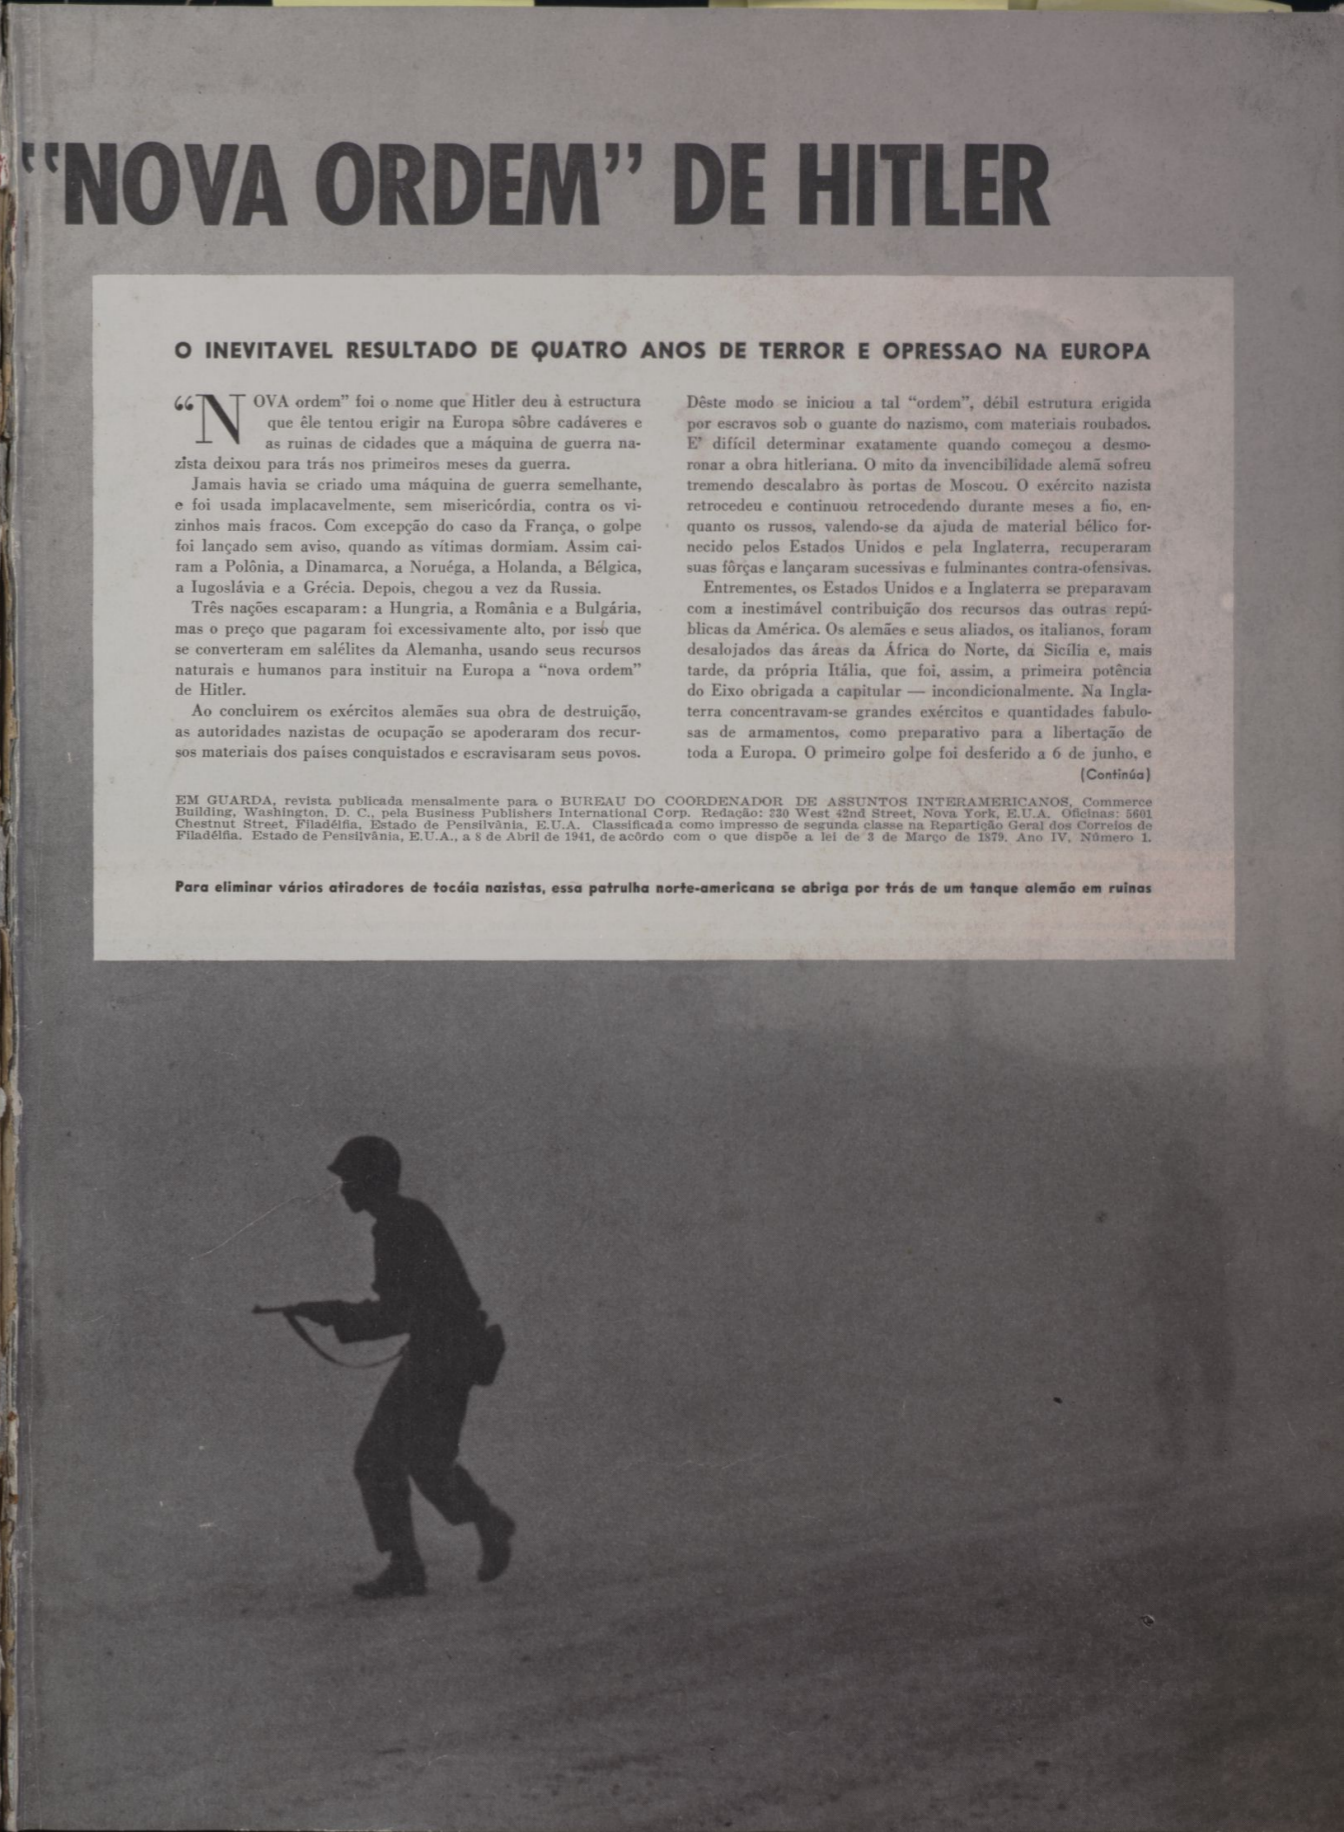 “NOVA ORDEM” DE HITLER
O INEVITAVEL RESULTADO DE QUATRO ANOS DE TERROR E OPRESSAO NA EUROPA
“NOVA ordem” foi o nome que Hitler deu à estructura
que êle tentou erigir na Europa sôbre cadáveres e
as ruinas de cidades que a máquina de guerra na-
zista deixou para trás nos primeiros meses da guerra.
Jamais havia se criado uma máquina de guerra semelhante,
e foi usada implacavelmente, sem misericórdia, contra os vi-
zinhos mais fracos. Com excepção do caso da França, o golpe
foi lançado sem aviso, quando as vítimas dormiam. Assim cai-
ram a Polônia, a Dinamarca, a Noruéga, a Holanda, a Bélgica,
a Iugoslávia e a Grécia. Depois, chegou a vez da Russia.
Três nações escaparam: a Hungria, a România e a Bulgária,
mas o preço que pagaram foi excessivamente alto, por isso que
se converteram em salélites da Alemanha, usando seus recursos
naturais e humanos para instituir na Europa a “nova ordem”
de Hitler.
Ao concluirem os exércitos alemães sua obra de destruição,
as autoridades nazistas de ocupação se apoderaram dos recur-
sos materiais dos paises conquistados e escravisaram seus povos.
Dêste modo se iniciou a tal “ordem”, débil estrutura erigida
por escravos sob o guante do nazismo, com materiais roubados.
E’ difícil determinar exatamente quando começou a desmo-
ronar a obra hitleriana. O mito da invencibilidade alemã sofreu
tremendo descalabro às portas de Moscou. O exército nazista
retrocedeu e continuou retrocedendo durante meses a fio, en-
quanto os russos, valendo-se da ajuda de material bélico for-
necido pelos Estados Unidos e pela Inglaterra, recuperaram
suas fôrças e lançaram sucessivas e fulminantes contra-ofensivas.
Entrementes, os Estados Unidos e a Inglaterra se preparavam
com a inestimável contribuição dos recursos das outras repú-
blicas da América. Os alemães e seus aliados, os italianos, foram
desalojados das áreas da África do Norte, da Sicília e, mais
tarde, da própria Itália, que foi, assim, a primeira potência
do Eixo obrigada a capitular — incondicionalmente. Na Ingla-
terra concentravam-se grandes exércitos e quantidades fabulo-
sas de armamentos, como preparativo para a libertação de
toda a Europa. O primeiro golpe foi desferido a 6 de junho, e
(Continúa)
EM GUARDA, revista publicada mensalmente para o BUREAU DO COORDENADOR DE ASSUNTOS INTERAMERICANOS, Commerce
Building, Washington, D. C., pela Business Publishers International Corp. Redação: 330 West 42nd Street, Nova York, E.U.A. Oficinas: 5601
Chestnut Street, Filadélfia, Estado de Pensilvânia, E.U.A. Classificada como impresso de segunda classe na Repartição Geral dos Correios de
Filadélfia, Estado de Pensilvânia, E.U.A., a 8 de Abril de 1941, de acôrdo com o que dispõe a lei de 3 de Março de 1879. Ano IV, Número 1.
Para eliminar vários atiradores de tocáia nazistas, essa patrulha norte-americana se abriga por trás de um tanque alemão em ruinas